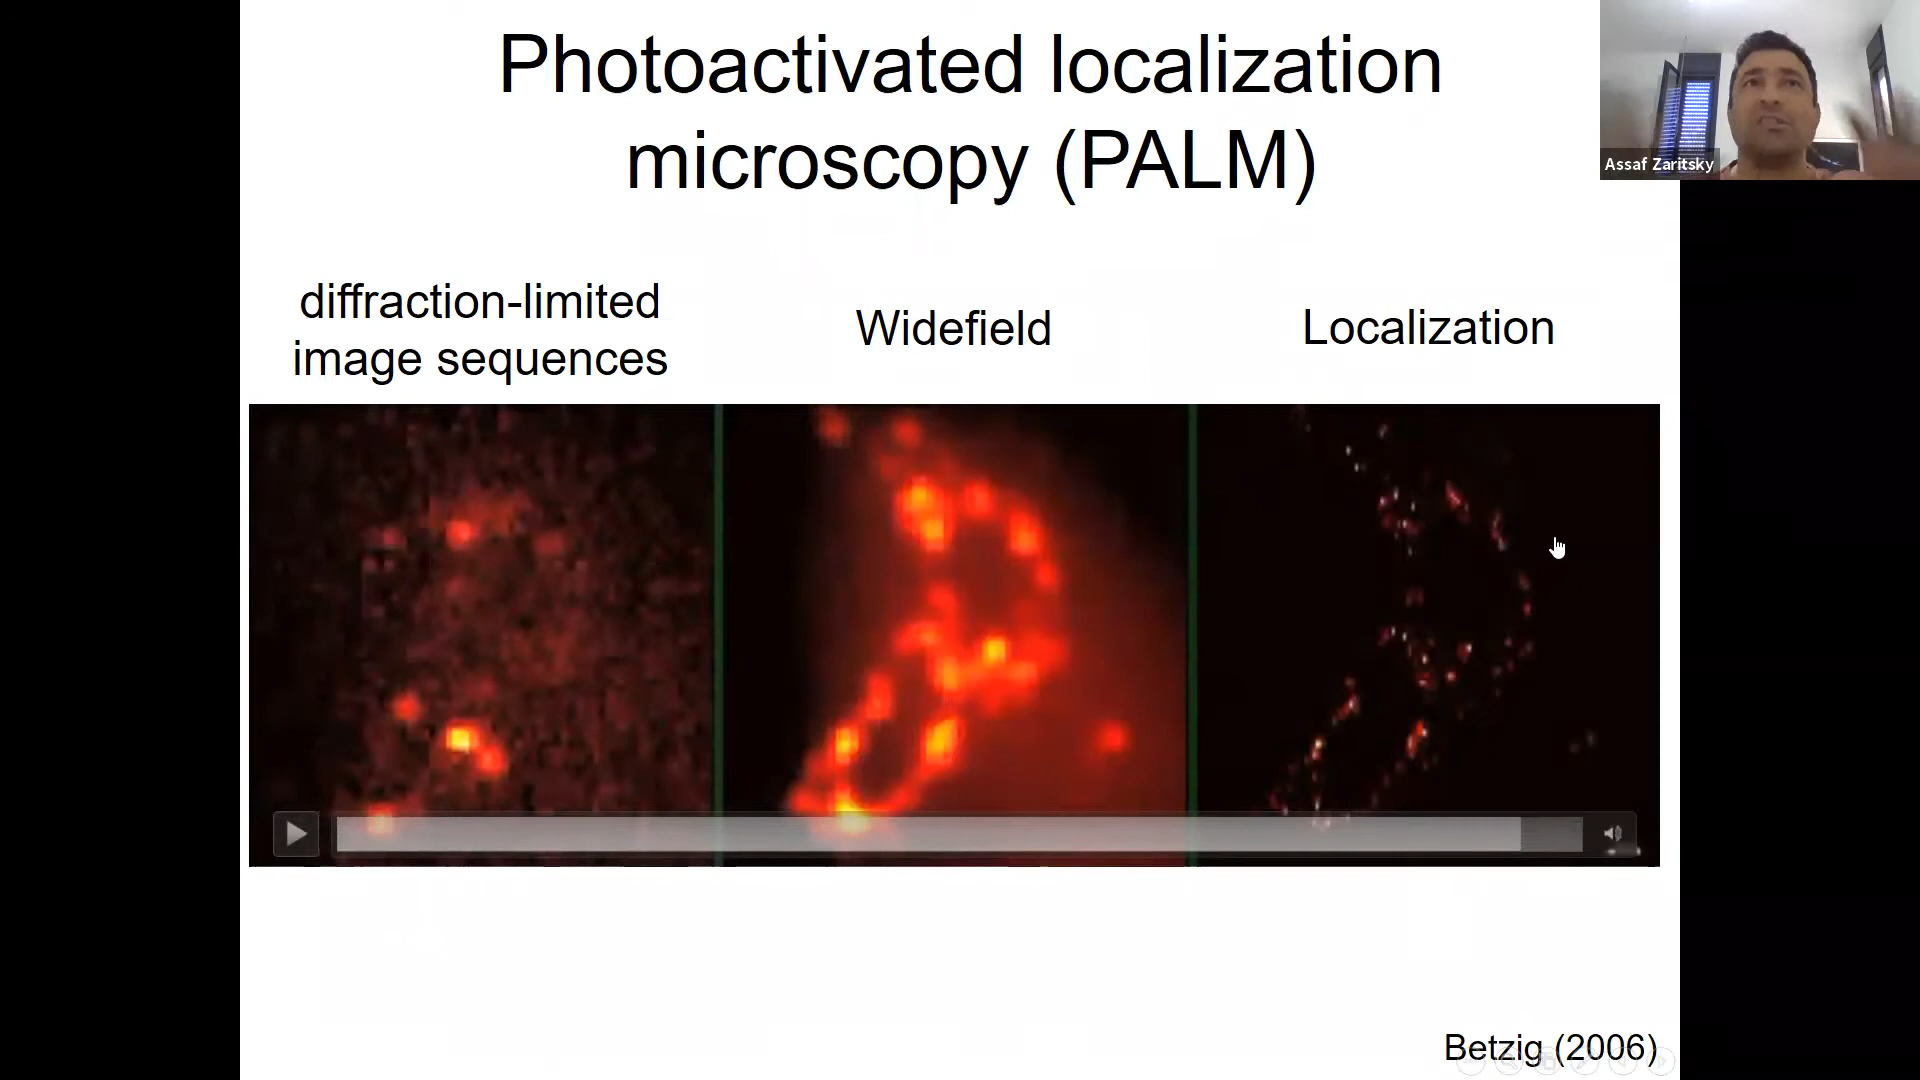 Photoactivated localization
microscopy (PALM)
Assaf Zaritsky
diffraction-limited
image sequences
Widefield
Localization
Betzig (2006)